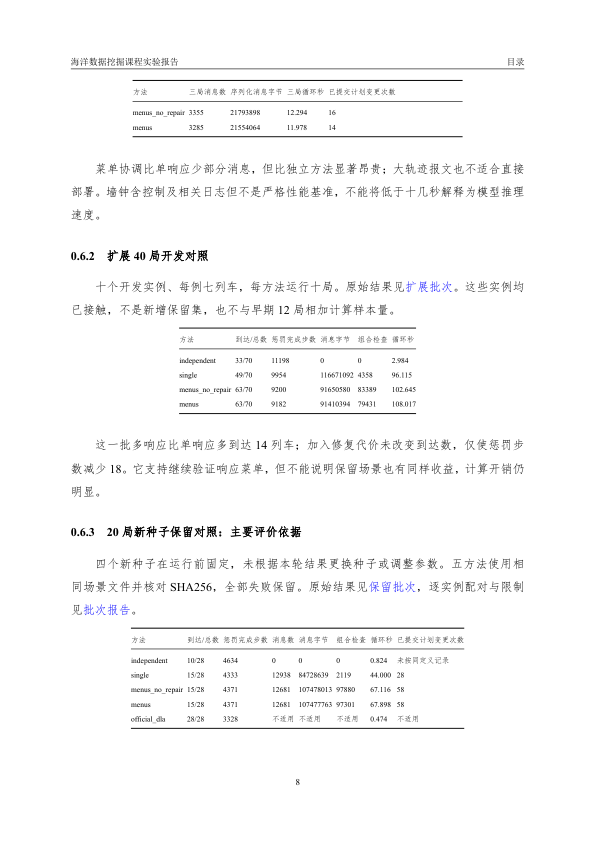 海洋数据挖掘课程实验报告 目录
方法 三局消息数 序列化消息字节 三局循环秒 已提交计划变更次数
menus_no_repair 3355 21793898 12.294 16
menus 3285 21554064 11.978 14
菜单协调比单响应少部分消息，但比独立方法显著昂贵；大轨迹报文也不适合直接
部署。墙钟含控制及相关日志但不是严格性能基准，不能将低于十几秒解释为模型推理
速度。
0.6.2 扩展 40 局开发对照
十个开发实例、每例七列车，每方法运行十局。原始结果见扩展批次。这些实例均
已接触，不是新增保留集，也不与早期 12 局相加计算样本量。
方法 到达/总数 惩罚完成步数 消息字节 组合检查 循环秒
independent 33/70 11198 0 0 2.984
single 49/70 9954 116671092 4358 96.115
menus_no_repair 63/70 9200 91650580 83389 102.645
menus 63/70 9182 91410394 79431 108.017
这一批多响应比单响应多到达 14 列车；加入修复代价未改变到达数，仅使惩罚步
数减少 18。它支持继续验证响应菜单，但不能说明保留场景也有同样收益，计算开销仍
明显。
0.6.3 20 局新种子保留对照：主要评价依据
四个新种子在运行前固定，未根据本轮结果更换种子或调整参数。五方法使用相
同场景文件并核对 SHA256，全部失败保留。原始结果见保留批次，逐实例配对与限制
见批次报告。
方法 到达/总数 惩罚完成步数 消息数 消息字节 组合检查 循环秒 已提交计划变更次数
independent 10/28 4634 0 0 0 0.824 未按同定义记录
single 15/28 4333 12938 84728639 2119 44.000 28
menus_no_repair 15/28 4371 12681 107478013 97880 67.116 58
menus 15/28 4371 12681 107477763 97301 67.898 58
official_dla 28/28 3328 不适用 不适用 不适用 0.474 不适用
8